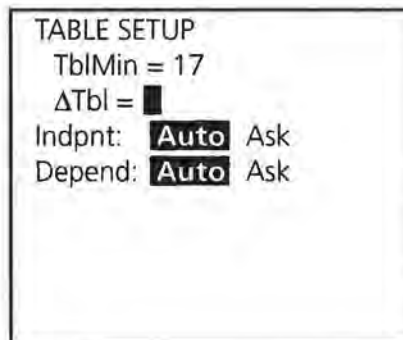 TABLE SETUP
TblMin = 17
ΔTbl =
Indpnt: Auto Ask
Depend: Auto Ask